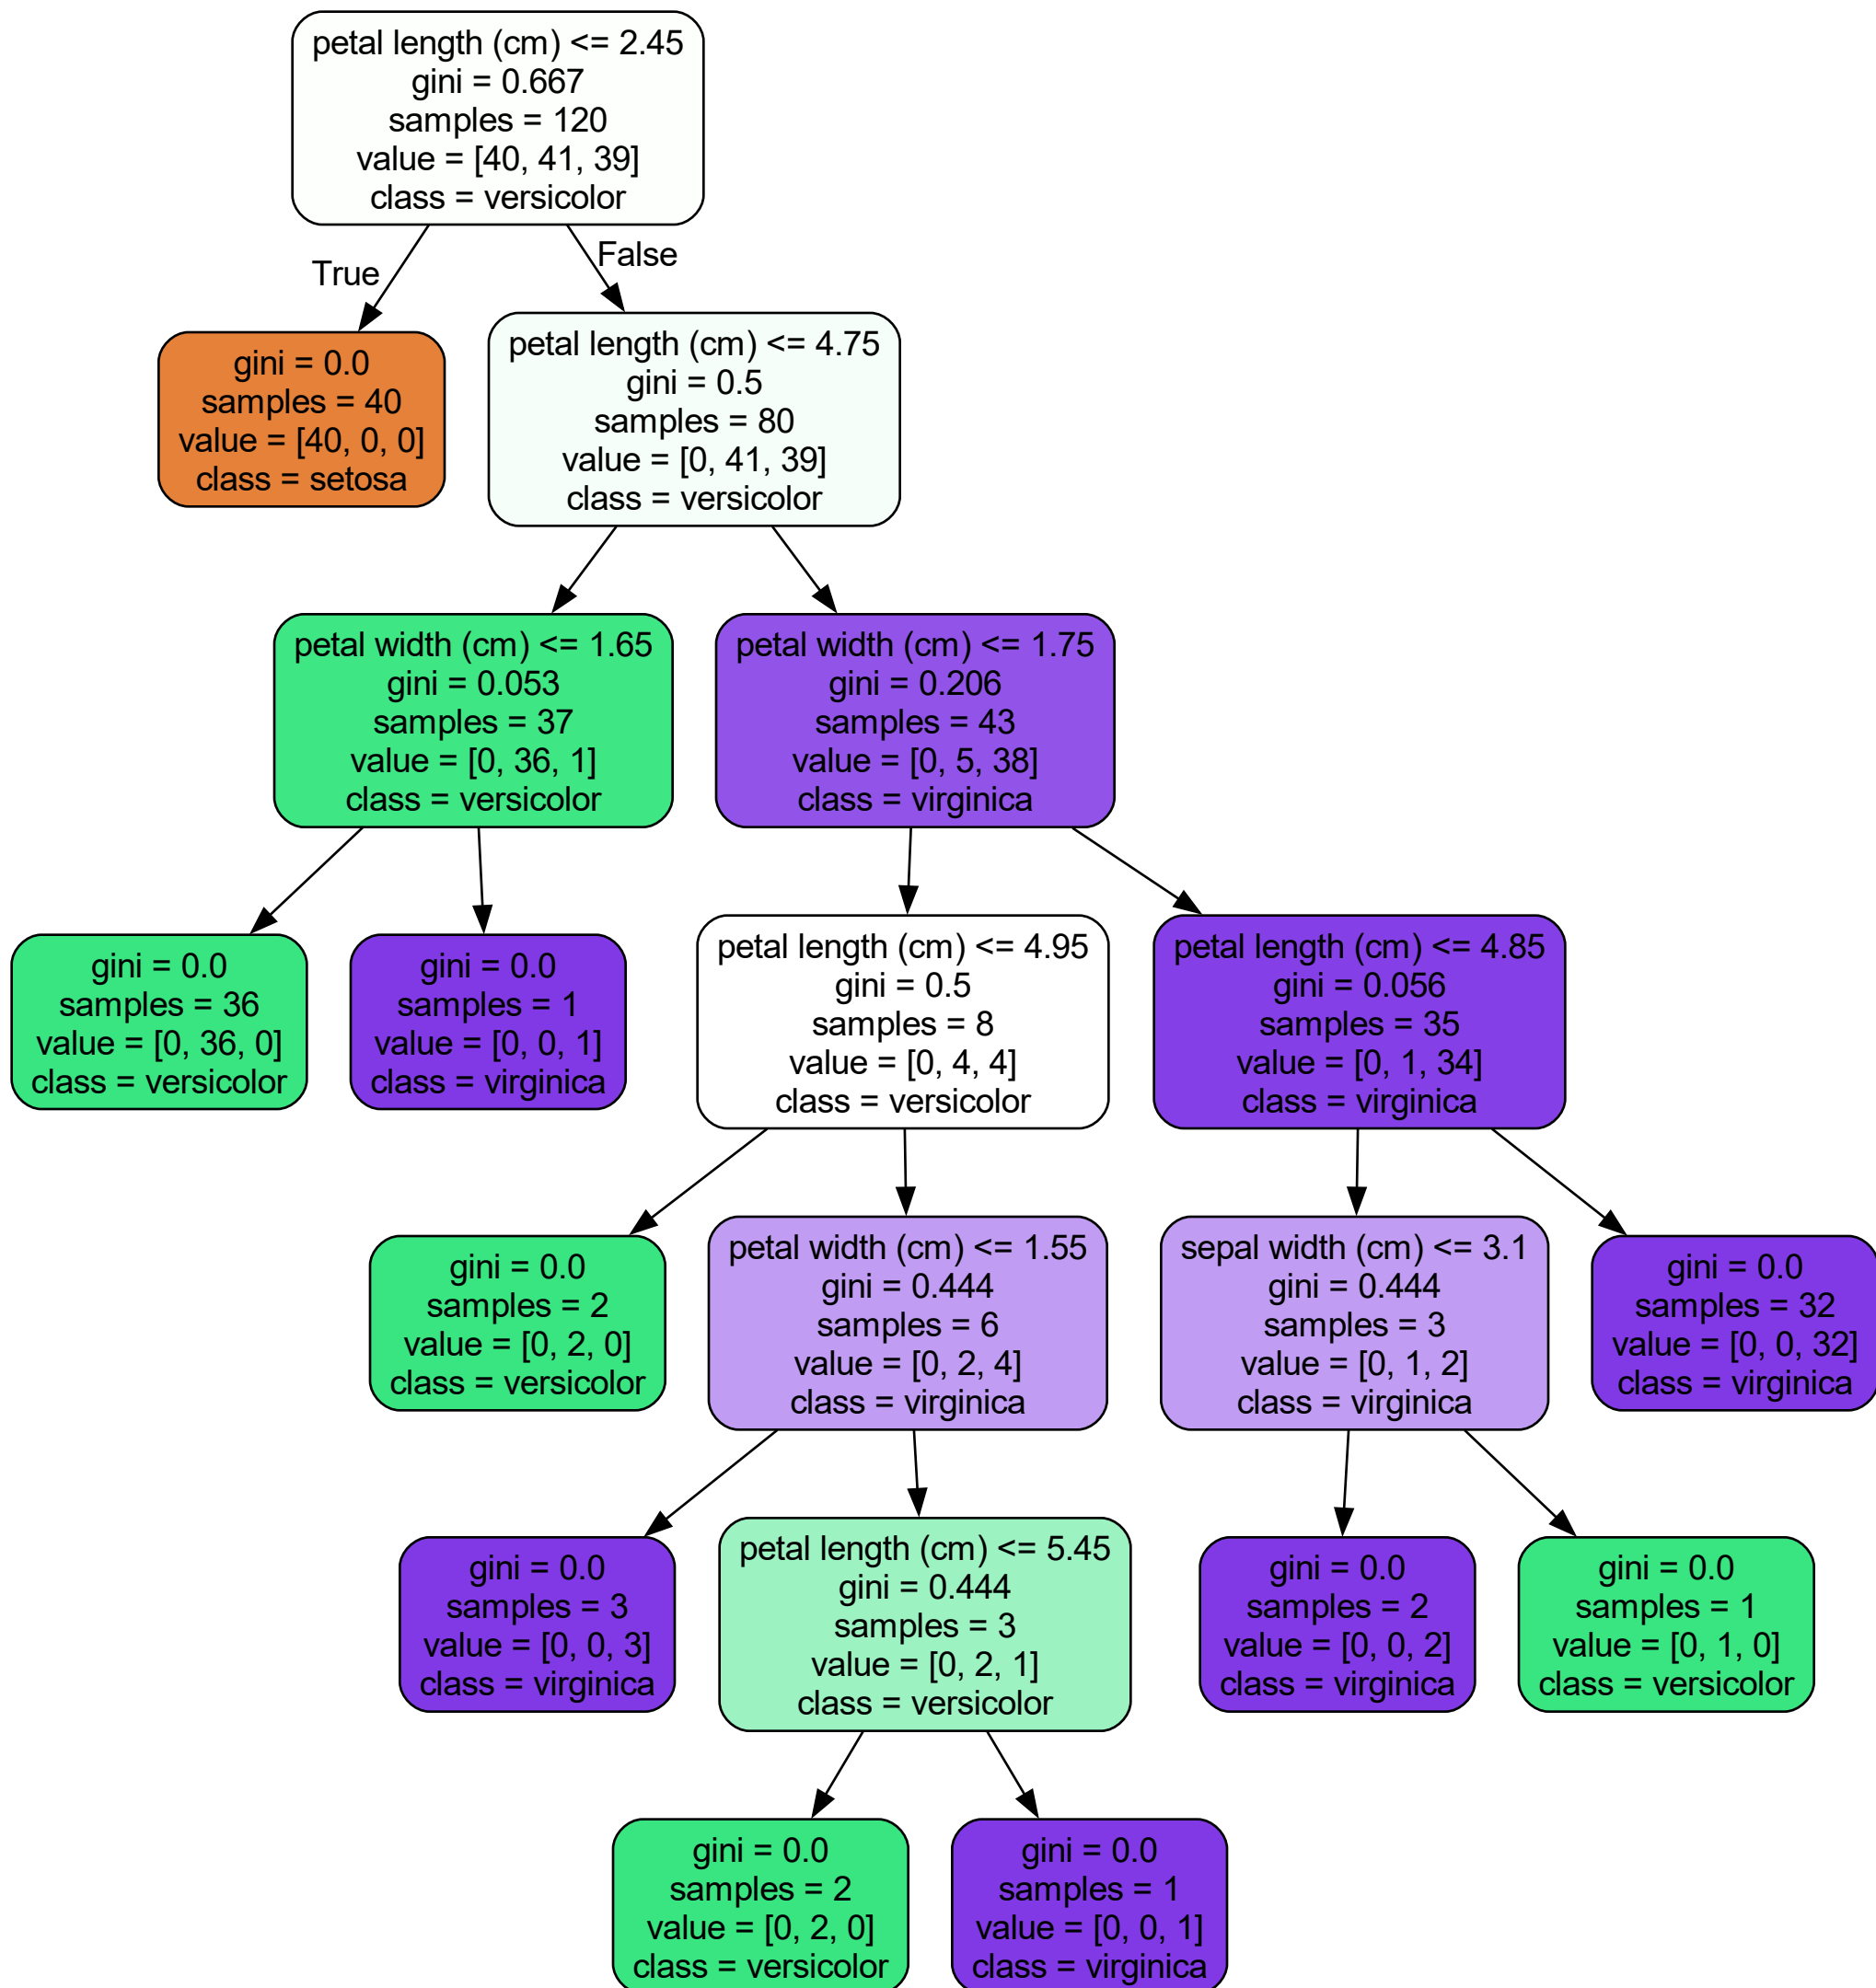 petal length (cm) <= 2.45
gini = 0.667
samples = 120
value = [40, 41, 39]
class = versicolor
True
False
gini = 0.0
samples = 40
value = [40, 0, 0]
class = setosa
petal length (cm) <= 4.75
gini = 0.5
samples = 80
value = [0, 41, 39]
class = versicolor
petal width (cm) <= 1.65
gini = 0.053
samples = 37
value = [0, 36, 1]
class = versicolor
petal width (cm) <= 1.75
gini = 0.206
samples = 43
value = [0, 5, 38]
class = virginica
gini = 0.0
samples = 36
value = [0, 36, 0]
class = versicolor
gini = 0.0
samples = 1
value = [0, 0, 1]
class = virginica
petal length (cm) <= 4.95
gini = 0.5
samples = 8
value = [0, 4, 4]
class = versicolor
petal length (cm) <= 4.85
gini = 0.056
samples = 35
value = [0, 1, 34]
class = virginica
gini = 0.0
samples = 2
value = [0, 2, 0]
class = versicolor
petal width (cm) <= 1.55
gini = 0.444
samples = 6
value = [0, 2, 4]
class = virginica
sepal width (cm) <= 3.1
gini = 0.444
samples = 3
value = [0, 1, 2]
class = virginica
gini = 0.0
samples = 32
value = [0, 0, 32]
class = virginica
gini = 0.0
samples = 3
value = [0, 0, 3]
class = virginica
petal length (cm) <= 5.45
gini = 0.444
samples = 3
value = [0, 2, 1]
class = versicolor
gini = 0.0
samples = 2
value = [0, 0, 2]
class = virginica
gini = 0.0
samples = 1
value = [0, 1, 0]
class = versicolor
gini = 0.0
samples = 2
value = [0, 2, 0]
class = versicolor
gini = 0.0
samples = 1
value = [0, 0, 1]
class = virginica